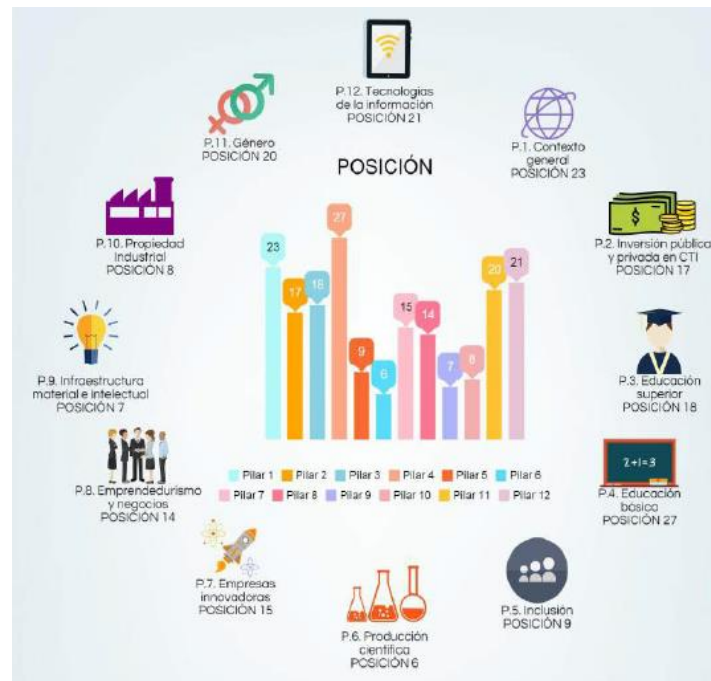 P.12. Tecnologías
de la información
POSICIÓN 21
P.11. Género
POSICIÓN 20
P.1. Contexto
general
POSICIÓN 23
POSICIÓN
P.10. Propiedad
Industrial
POSICIÓN 8
$
P.2. Inversión pública
y privada en CTI
POSICIÓN 17
23
17
18
27
9
6
15
14
7
8
20
21
P.9. Infraestructura
material e intelectual
POSICIÓN 7
P.3. Educación
superior
POSICIÓN 18
P.8. Emprendedurismo
y negocios
POSICIÓN 14
Pilar 1 Pilar 2 Pilar 3 Pilar 4 Pilar 5 Pilar 6
Pilar 7 Pilar 8 Pilar 9 Pilar 10 Pilar 11 Pilar 12
2+1=3
P.4. Educación
básica
POSICIÓN 27
P.7. Empresas
innovadoras
POSICIÓN 15
P.6. Producción
científica
POSICIÓN 6
P.5. Inclusión
POSICIÓN 9